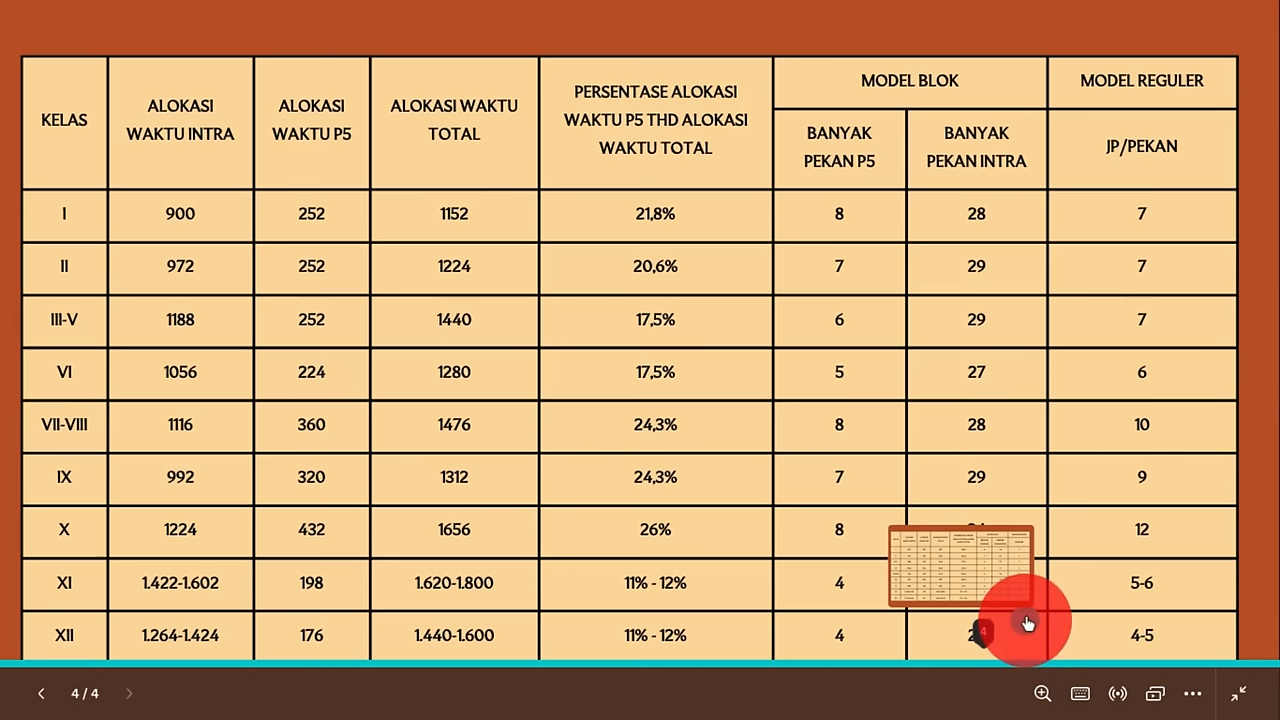 KELAS
ALOKASI
WAKTU INTRA
ALOKASI
WAKTU P5
ALOKASI WAKTU
TOTAL
PERSENTASE ALOKASI
WAKTU P5 THD ALOKASI
WAKTU TOTAL
MODEL BLOK
MODEL REGULER
BANYAK
PEKAN P5
BANYAK
PEKAN INTRA
JP/PEKAN
I 900 252 1152 21,8% 8 28 7
II 972 252 1224 20,6% 7 29 7
III-V 1188 252 1440 17,5% 6 29 7
VI 1056 224 1280 17,5% 5 27 6
VII-VIII 1116 360 1476 24,3% 8 28 10
IX 992 320 1312 24,3% 7 29 9
X 1224 432 1656 26% 8 12
XI 1.422-1.602 198 1.620-1.800 11% - 12% 4 5-6
XII 1.264-1.424 176 1.440-1.600 11% - 12% 4 4-5
4
4 / 4